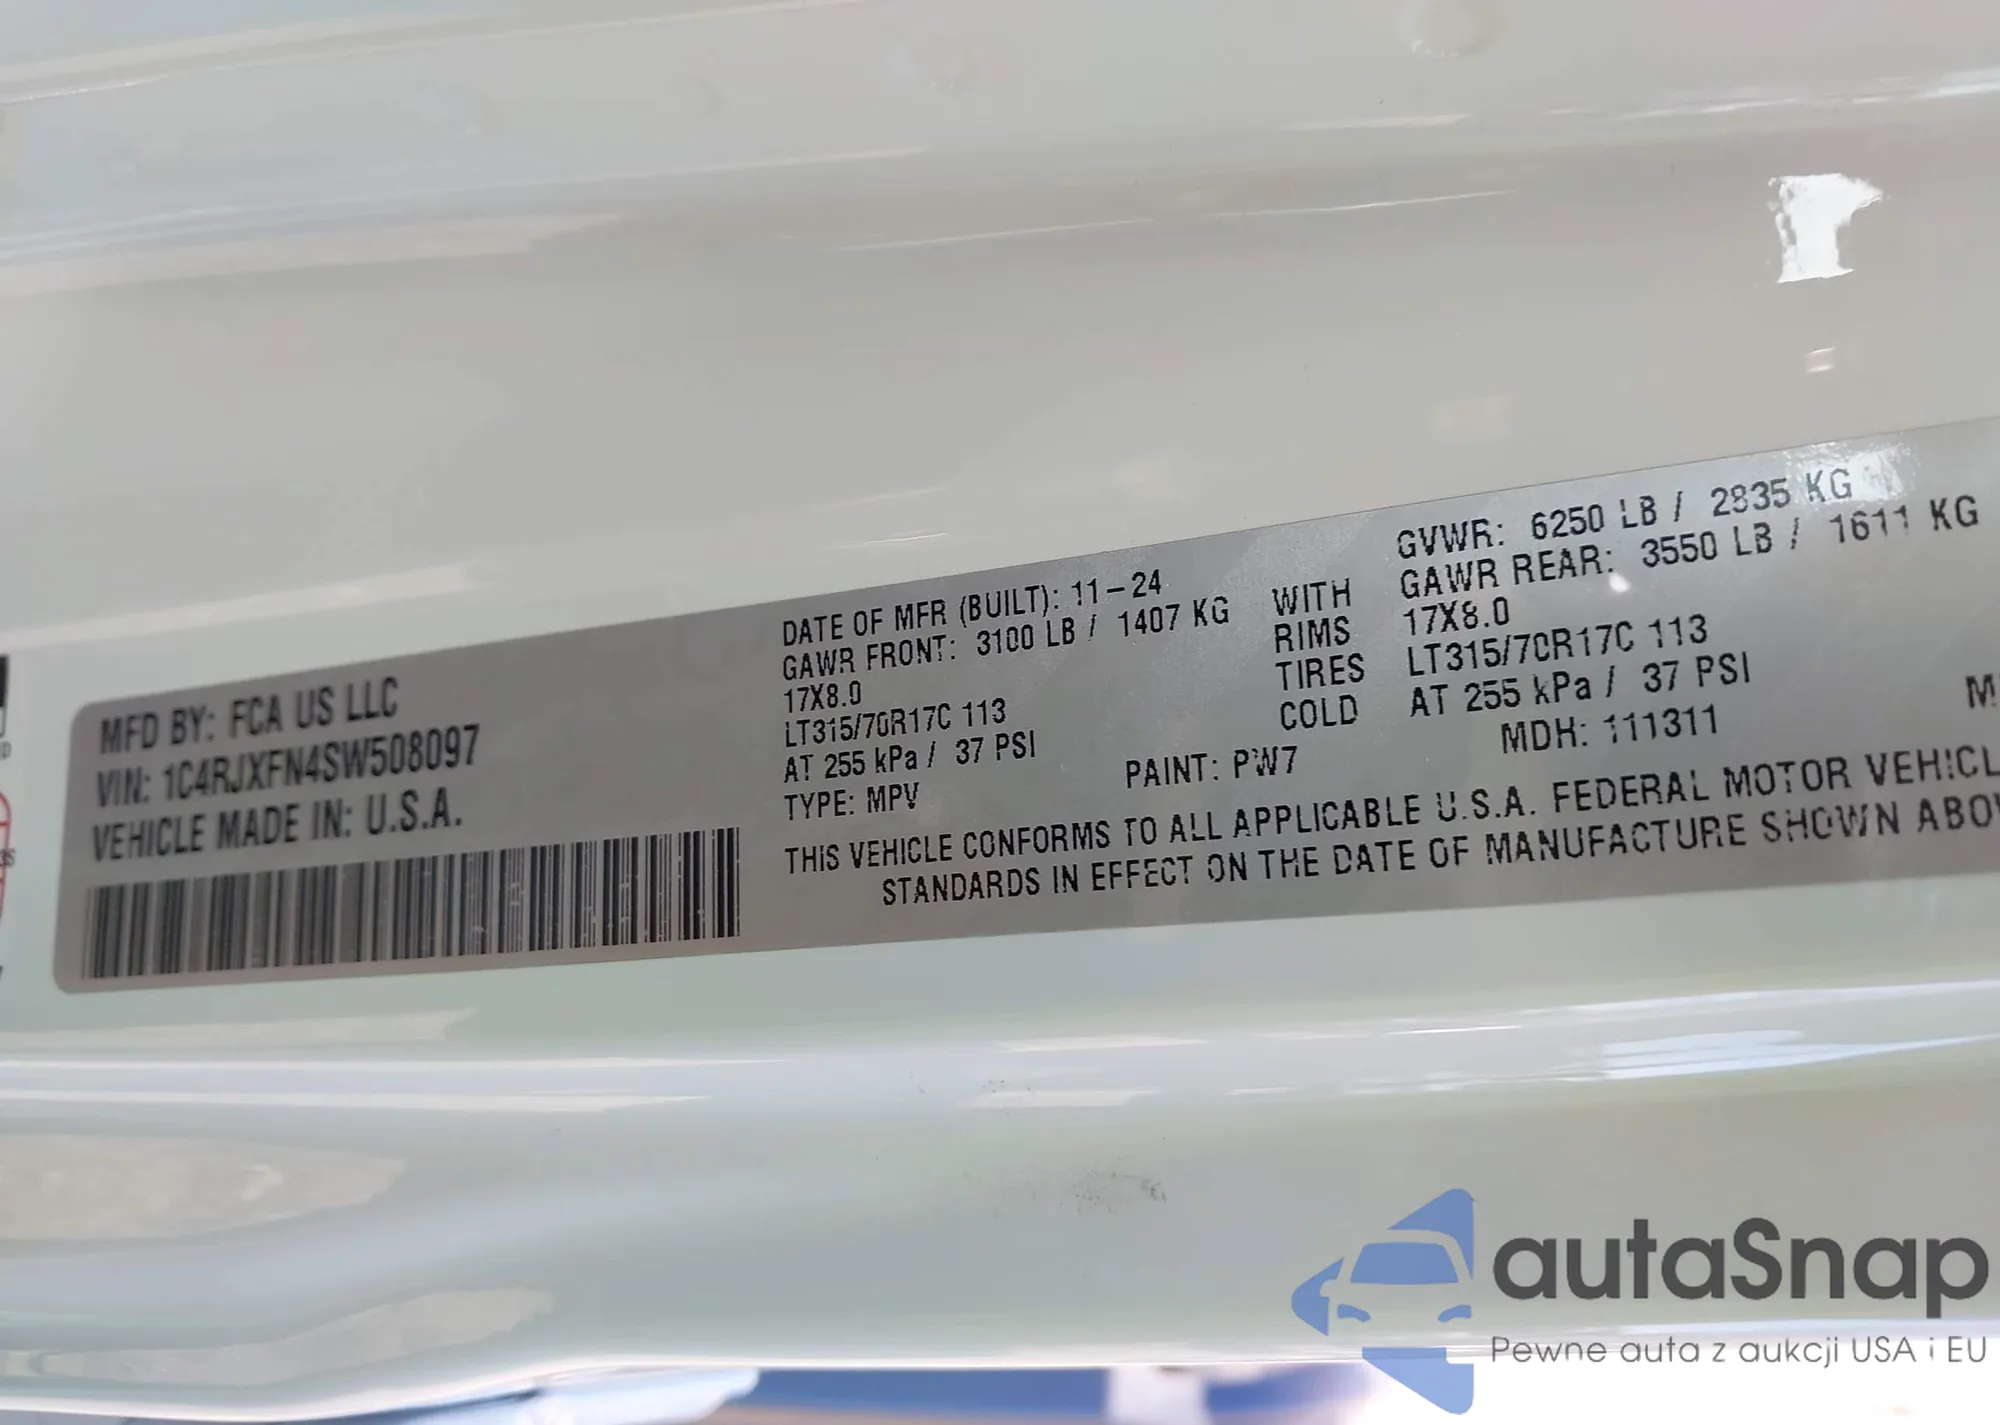 MFD BY: FCA US LLC
VIN: 1C4RJXFN4SW508097
VEHICLE MADE IN: U.S.A.
DATE OF MFR (BUILT): 11-24
GAWR FRONT: 3100 LB / 1407 KG
17X8.0
LT315/70R17C 113
AT 255 kPa / 37 PSI
TYPE: MPV
WITH
RIMS
TIRES
COLD
GVWR: 6250 LB / 2835 KG
GAWR REAR: 3550 LB / 1611 KG
17X8.0
LT315/70R17C 113
AT 255 kPa / 37 PSI
PAINT: PW7
MDH: 111311
THIS VEHICLE CONFORMS TO ALL APPLICABLE U.S.A. FEDERAL MOTOR VEHICL
STANDARDS IN EFFECT ON THE DATE OF MANUFACTURE SHOWN ABO
autaSnap
Pewne auta z aukcji USA i EU